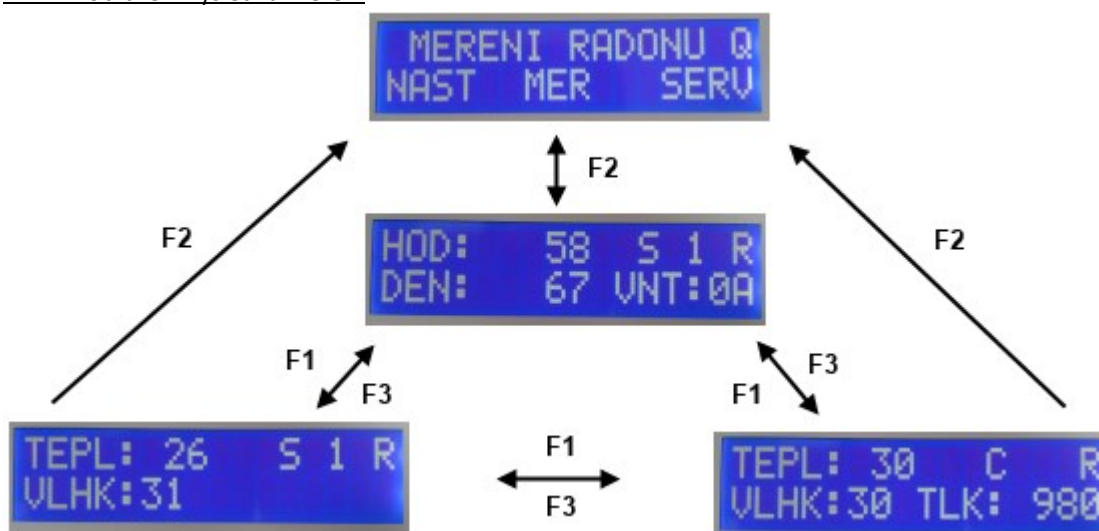 MERENI RADONU Q
NAST MER SERV
F2
F2
F2
HOD: 58 S 1 R
DEN: 67 VNT:0A
F1
F3
F3
F1
TEPL: 26 S 1 R
VLHK:31
F1
F3
TEPL: 30 C R
VLHK:30 TLK: 980